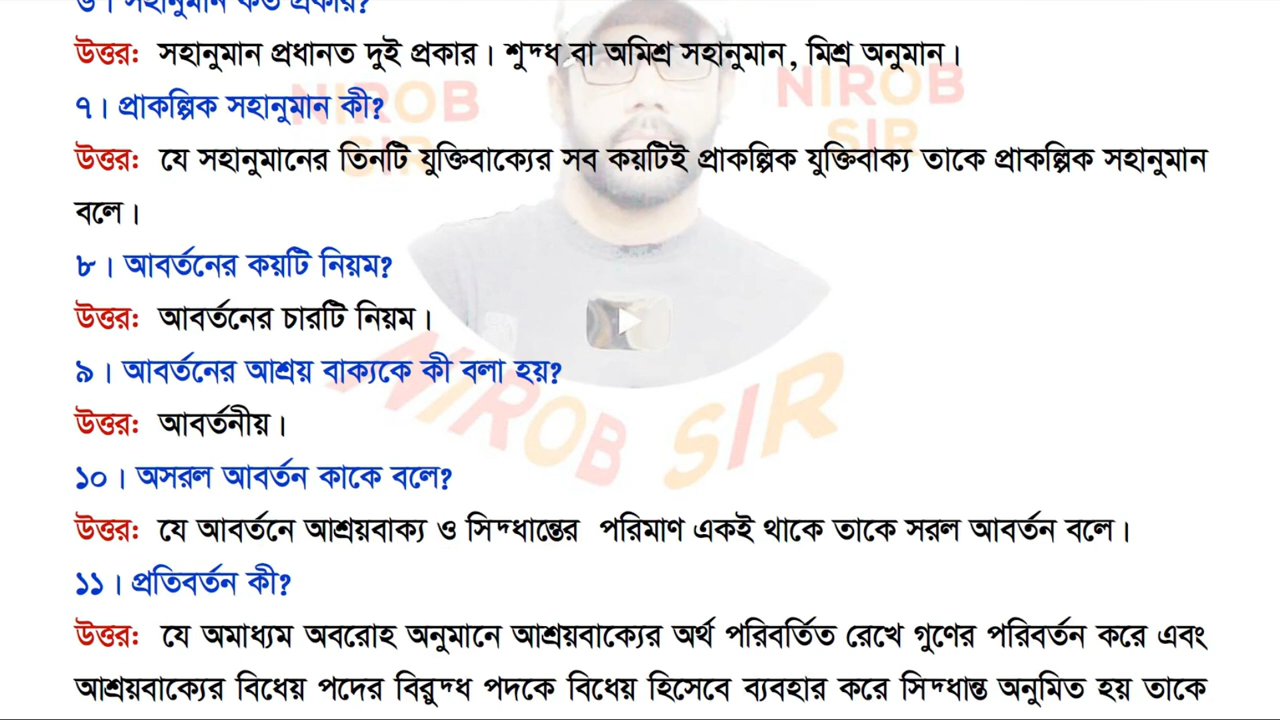 ৬। সহানুমান কত প্রকার?
উত্তর: সহানুমান প্রধানত দুই প্রকার। শুদ্ধ বা অমিশ্র সহানুমান, মিশ্র অনুমান।
NIROB SIR
NIROB SIR
৭। প্রাকল্পিক সহানুমান কী?
উত্তর: যে সহানুমানের তিনটি যুক্তিবাক্যের সব কয়টিই প্রাকল্পিক যুক্তিবাক্য তাকে প্রাকল্পিক সহানুমান
বলে।
৮। আবর্তনের কয়টি নিয়ম?
উত্তর: আবর্তনের চারটি নিয়ম।
৯। আবর্তনের আশ্রয় বাক্যকে কী বলা হয়?
উত্তর: আবর্তনীয়।
NIROB SIR
১০। অসরল আবর্তন কাকে বলে?
উত্তর: যে আবর্তনে আশ্রয়বাক্য ও সিদ্ধান্তের পরিমাণ একই থাকে তাকে সরল আবর্তন বলে।
১১। প্রতিবর্তন কী?
উত্তর: যে অমাধ্যম অবরোহ অনুমানে আশ্রয়বাক্যের অর্থ পরিবর্তিত রেখে গুণের পরিবর্তন করে এবং
আশ্রয়বাক্যের বিধেয় পদের বিরুদ্ধ পদকে বিধেয় হিসেবে ব্যবহার করে সিদ্ধান্ত অনুমিত হয় তাকে